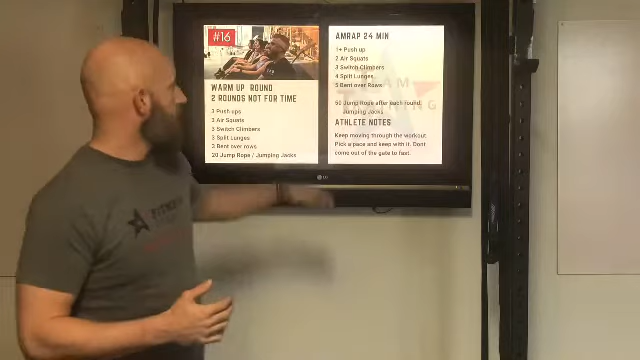 #16
WARM UP ROUND
2 ROUNDS NOT FOR TIME
3 Push ups
3 Air Squats
3 Switch Climbers
3 Split Lunges
3 Bent over rows
20 Jump Rope / Jumping Jacks
AMRAP 24 MIN
1+ Push up
2 Air Squats
3 Switch Climbers
4 Split Lunges
5 Bent over Rows
50 Jump Rope after each round
Jumping Jacks
ATHLETE NOTES
Keep moving through the workout
Pick a pace and keep with it. Dont
come out of the gate to fast.
LG
FITNESS